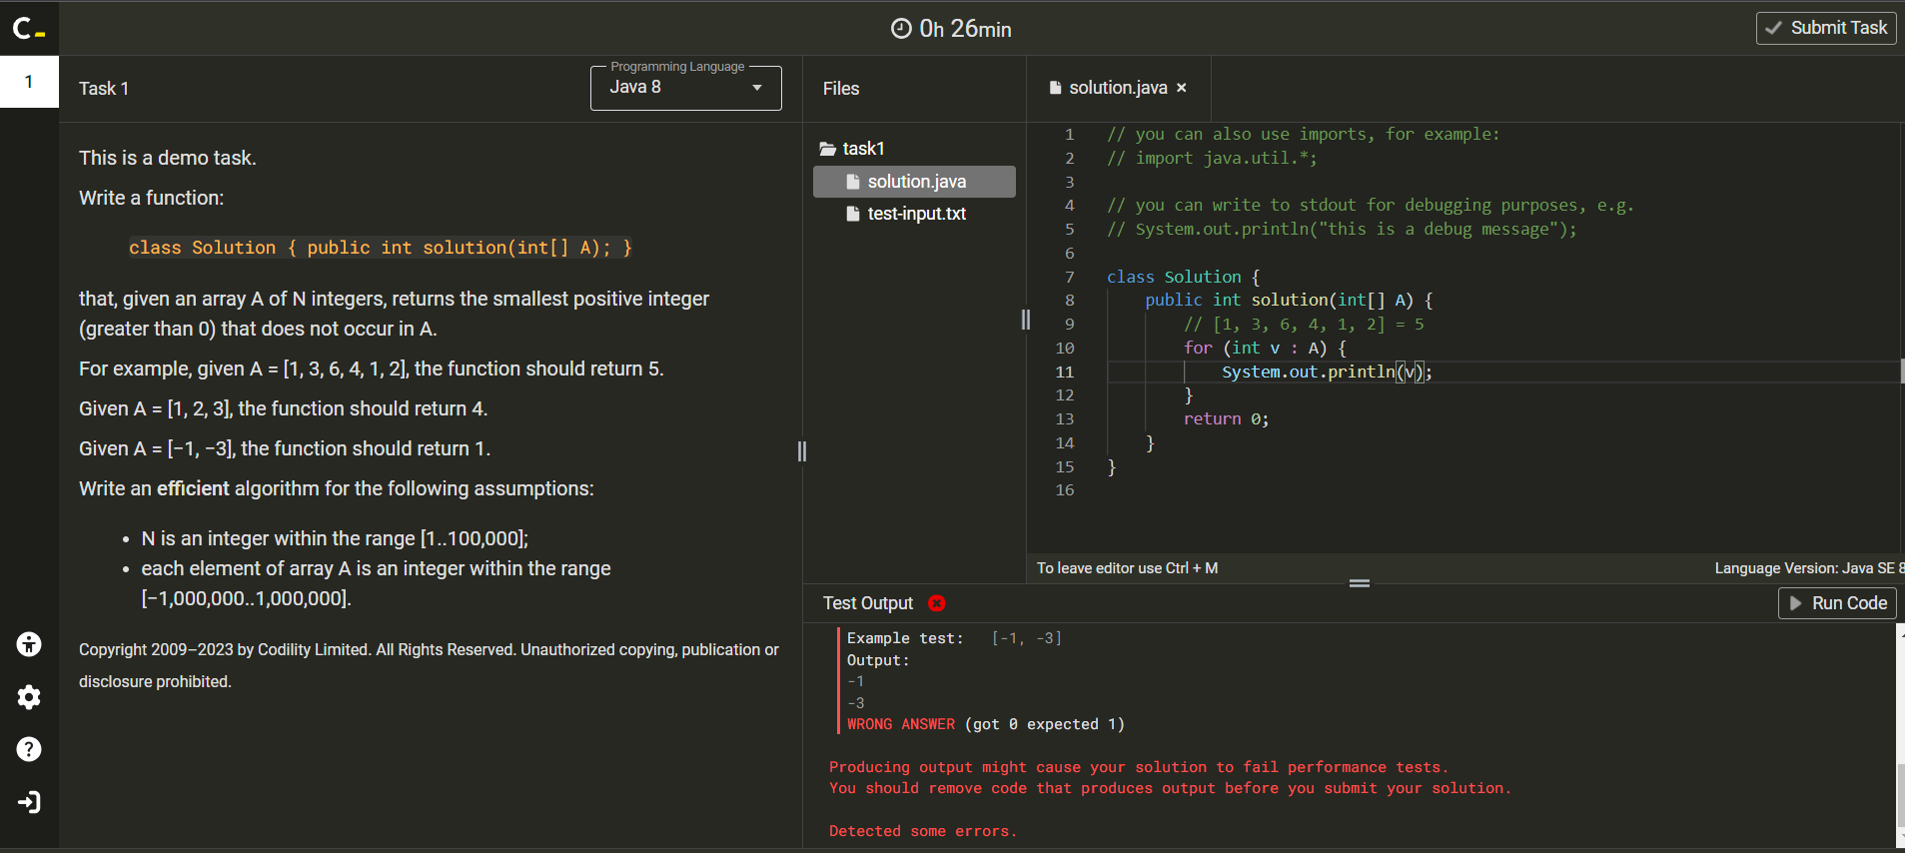 C_
0h 26min
Submit Task
1
Task 1
Programming Language
Java 8
Files
solution.java ×
This is a demo task.
Write a function:
class Solution { public int solution(int[] A); }
that, given an array A of N integers, returns the smallest positive integer
(greater than 0) that does not occur in A.
For example, given A = [1, 3, 6, 4, 1, 2], the function should return 5.
Given A = [1, 2, 3], the function should return 4.
Given A = [−1, −3], the function should return 1.
Write an efficient algorithm for the following assumptions:
• N is an integer within the range [1..100,000];
• each element of array A is an integer within the range
[−1,000,000..1,000,000].
Copyright 2009–2023 by Codility Limited. All Rights Reserved. Unauthorized copying, publication or
disclosure prohibited.
task1
solution.java
test-input.txt
1 // you can also use imports, for example:
2 // import java.util.*;
3
4 // you can write to stdout for debugging purposes, e.g.
5 // System.out.println("this is a debug message");
6
7 class Solution {
8 public int solution(int[] A) {
9 // [1, 3, 6, 4, 1, 2] = 5
10 for (int v : A) {
11 System.out.println(v);
12 }
13 return 0;
14 }
15 }
16
To leave editor use Ctrl + M
Language Version: Java SE 8
Test Output
Run Code
Example test: [-1, -3]
Output:
-1
-3
WRONG ANSWER (got 0 expected 1)
Producing output might cause your solution to fail performance tests.
You should remove code that produces output before you submit your solution.
Detected some errors.